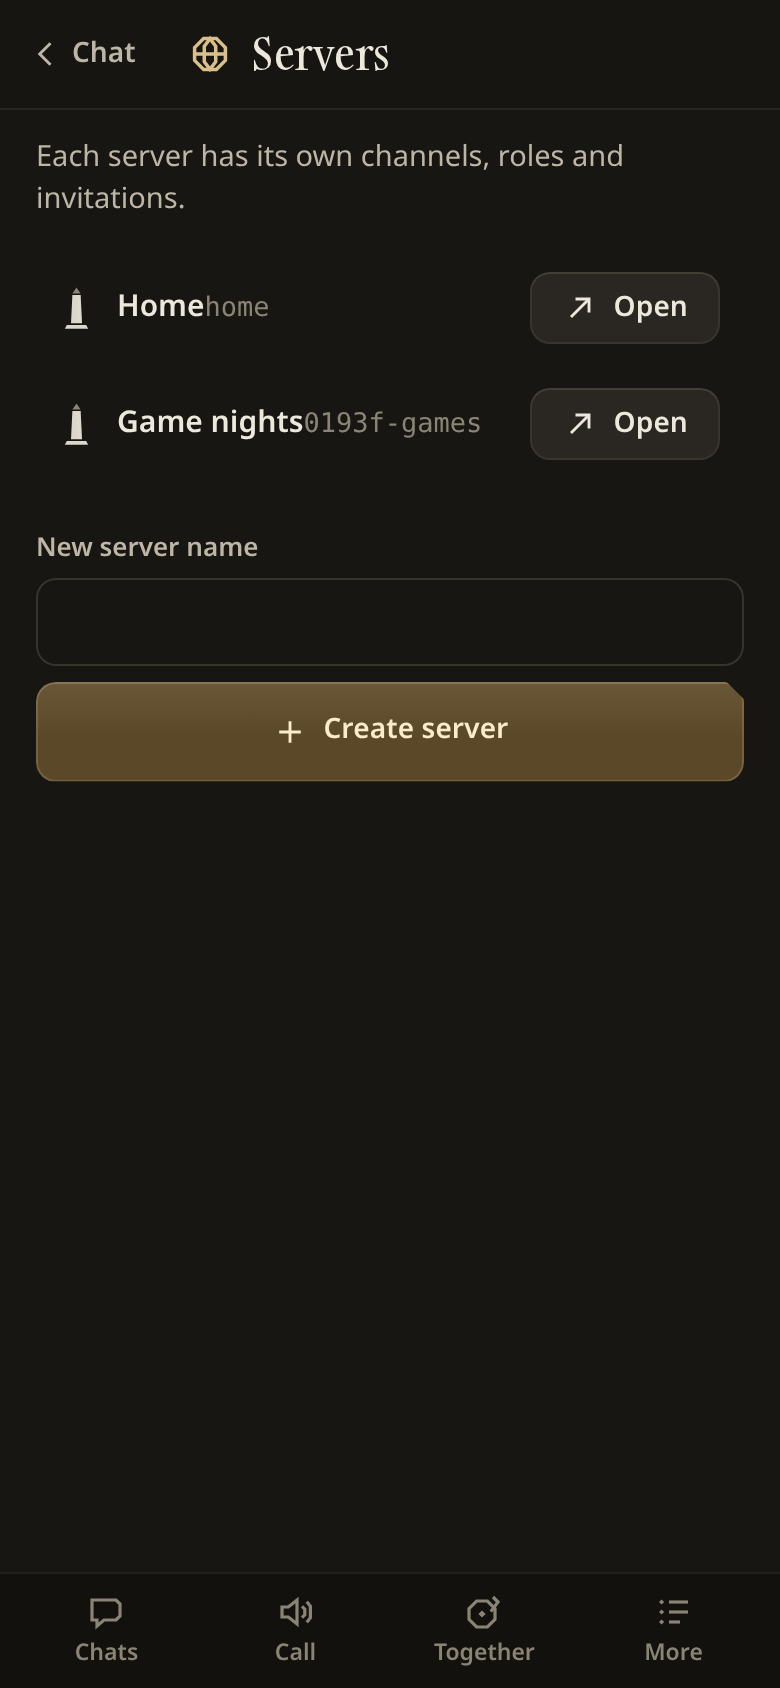 Chat
Servers
Each server has its own channels, roles and
invitations.
Homehome
Open
Game nights0193f-games
Open
New server name
Create server
Chats
Call
Together
More